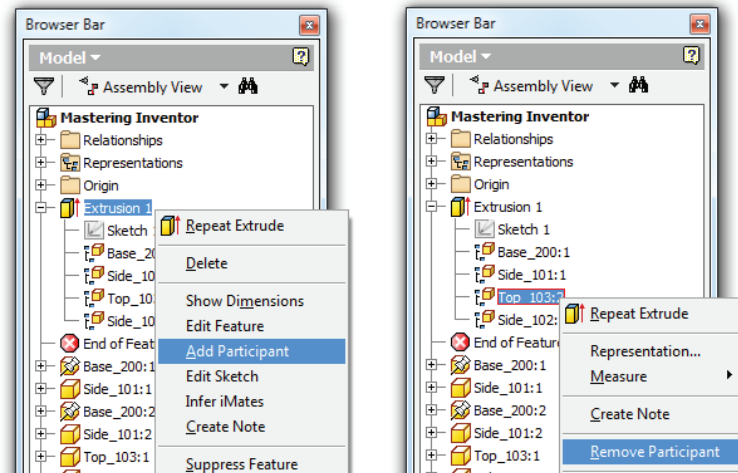 Browser Bar
Model
Assembly View
Mastering Inventor
Relationships
Representations
Origin
Extrusion 1
Sketch
Base_20
Side_10
Top_10
Side_10
End of Feat
Base_200:1
Side_101:1
Base_200:2
Side_101:2
Top_103:1
Repeat Extrude
Delete
Show Dimensions
Edit Feature
Add Participant
Edit Sketch
Infer iMates
Create Note
Suppress Feature
Browser Bar
Model
Assembly View
Mastering Inventor
Relationships
Representations
Origin
Extrusion 1
Sketch 1
Base_200:1
Side_101:1
Top_103:2
Side_102:
End of Featur
Base_200:1
Side_101:1
Base_200:2
Side_101:2
Top_103:1
Repeat Extrude
Representation...
Measure
Create Note
Remove Participant